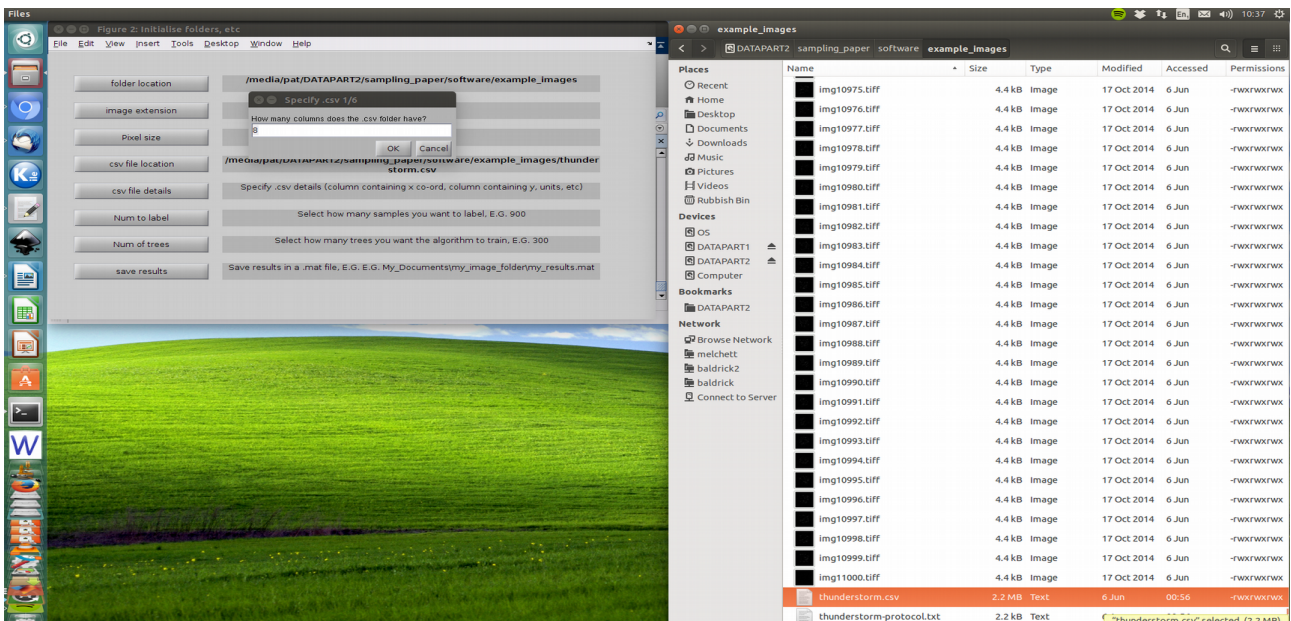 Files
En
10:37
Figure 2: Initialise folders, etc
File Edit View Insert Tools Desktop Window Help
folder location
/media/pat/DATAPART2/sampling_paper/software/example_images
image extension
Pixel size
csv file location
/media/pat/DATAPART2/sampling_paper/software/example_images/thunder
storm.csv
csv file details
Specify .csv details (column containing x co-ord, column containing y, units, etc)
Num to label
Select how many samples you want to label, E.G. 900
Num of trees
Select how many trees you want the algorithm to train, E.G. 300
save results
Save results in a .mat file, E.G. E.G. My_Documents\my_image_folder\my_results.mat
Specify .csv 1/6
How many columns does the .csv folder have?
8
OK Cancel
example_images
DATAPART2 sampling_paper software example_images
Places
Recent
Home
Desktop
Documents
Downloads
Music
Pictures
Videos
Rubbish Bin
Devices
OS
DATAPART1
DATAPART2
Computer
Bookmarks
DATAPART2
Network
Browse Network
melchett
baldrick2
baldrick
Connect to Server
Name Size Type Modified Accessed Permissions
img10975.tiff 4.4 kB Image 17 Oct 2014 6 Jun -rwxrwxrwx
img10976.tiff 4.4 kB Image 17 Oct 2014 6 Jun -rwxrwxrwx
img10977.tiff 4.4 kB Image 17 Oct 2014 6 Jun -rwxrwxrwx
img10978.tiff 4.4 kB Image 17 Oct 2014 6 Jun -rwxrwxrwx
img10979.tiff 4.4 kB Image 17 Oct 2014 6 Jun -rwxrwxrwx
img10980.tiff 4.4 kB Image 17 Oct 2014 6 Jun -rwxrwxrwx
img10981.tiff 4.4 kB Image 17 Oct 2014 6 Jun -rwxrwxrwx
img10982.tiff 4.4 kB Image 17 Oct 2014 6 Jun -rwxrwxrwx
img10983.tiff 4.4 kB Image 17 Oct 2014 6 Jun -rwxrwxrwx
img10984.tiff 4.4 kB Image 17 Oct 2014 6 Jun -rwxrwxrwx
img10985.tiff 4.4 kB Image 17 Oct 2014 6 Jun -rwxrwxrwx
img10986.tiff 4.4 kB Image 17 Oct 2014 6 Jun -rwxrwxrwx
img10987.tiff 4.4 kB Image 17 Oct 2014 6 Jun -rwxrwxrwx
img10988.tiff 4.4 kB Image 17 Oct 2014 6 Jun -rwxrwxrwx
img10989.tiff 4.4 kB Image 17 Oct 2014 6 Jun -rwxrwxrwx
img10990.tiff 4.4 kB Image 17 Oct 2014 6 Jun -rwxrwxrwx
img10991.tiff 4.4 kB Image 17 Oct 2014 6 Jun -rwxrwxrwx
img10992.tiff 4.4 kB Image 17 Oct 2014 6 Jun -rwxrwxrwx
img10993.tiff 4.4 kB Image 17 Oct 2014 6 Jun -rwxrwxrwx
img10994.tiff 4.4 kB Image 17 Oct 2014 6 Jun -rwxrwxrwx
img10995.tiff 4.4 kB Image 17 Oct 2014 6 Jun -rwxrwxrwx
img10996.tiff 4.4 kB Image 17 Oct 2014 6 Jun -rwxrwxrwx
img10997.tiff 4.4 kB Image 17 Oct 2014 6 Jun -rwxrwxrwx
img10998.tiff 4.4 kB Image 17 Oct 2014 6 Jun -rwxrwxrwx
img10999.tiff 4.4 kB Image 17 Oct 2014 6 Jun -rwxrwxrwx
img11000.tiff 4.4 kB Image 17 Oct 2014 6 Jun -rwxrwxrwx
thunderstorm.csv 2.2 MB Text 6 Jun 00:56 -rwxrwxrwx
thunderstorm-protocol.txt 2.2 kB Text
"thunderstorm.csv" selected (2.2 MB)